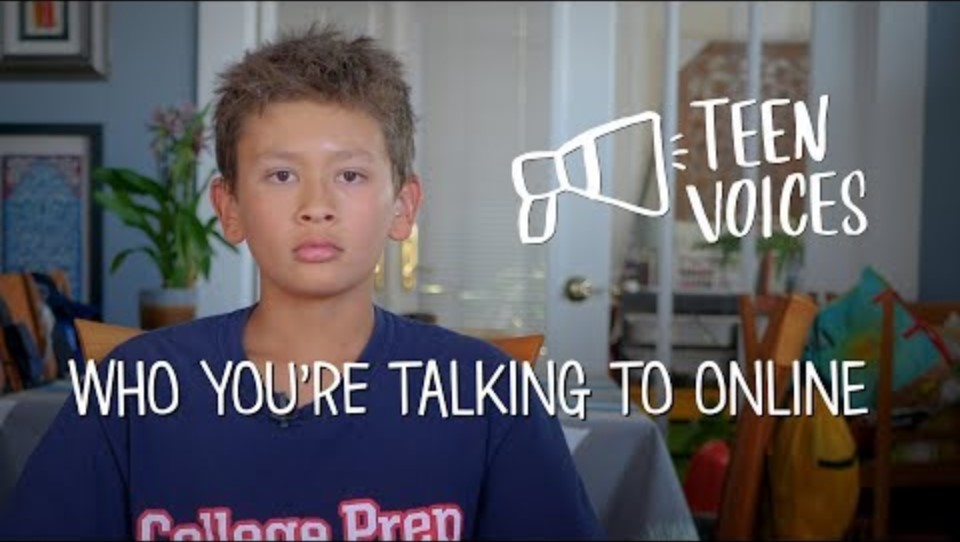 TEEN
VOICES
WHO YOU'RE TALKING TO ONLINE
College Prep